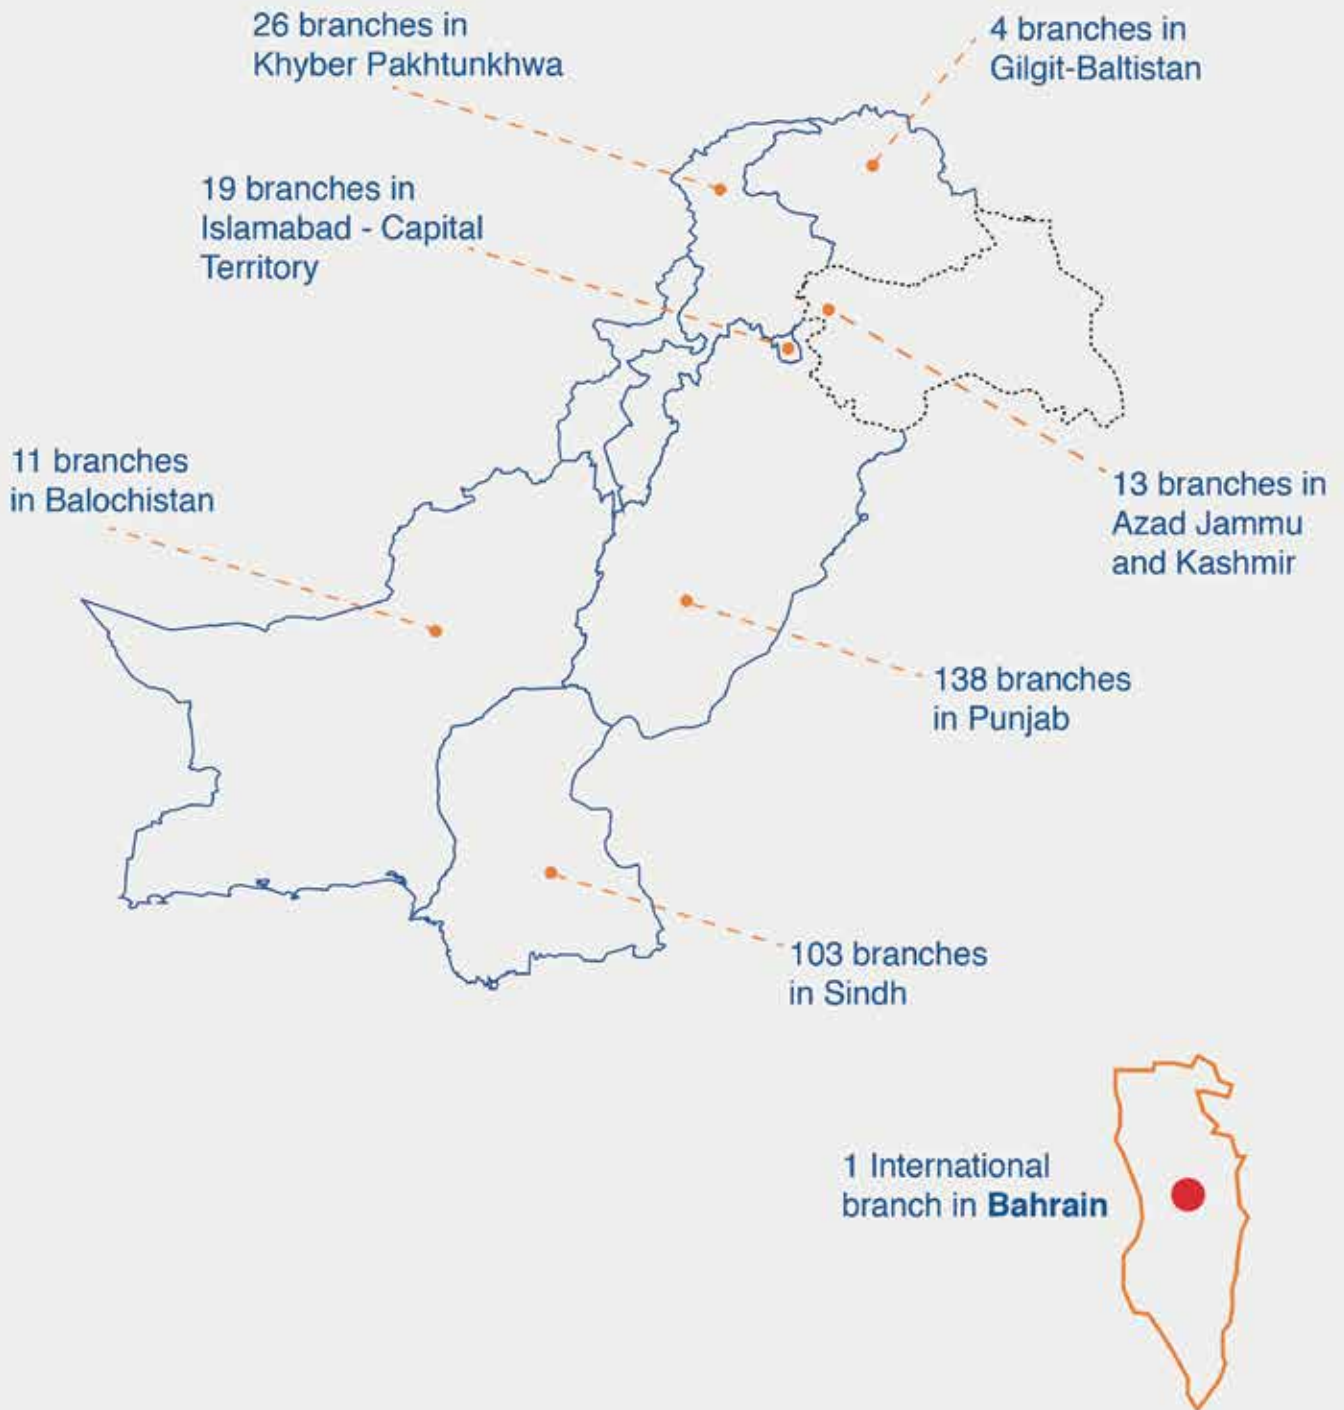 26 branches in
Khyber Pakhtunkhwa
4 branches in
Gilgit-Baltistan
19 branches in
Islamabad - Capital
Territory
11 branches
in Balochistan
13 branches in
Azad Jammu
and Kashmir
138 branches
in Punjab
103 branches
in Sindh
1 International
branch in Bahrain